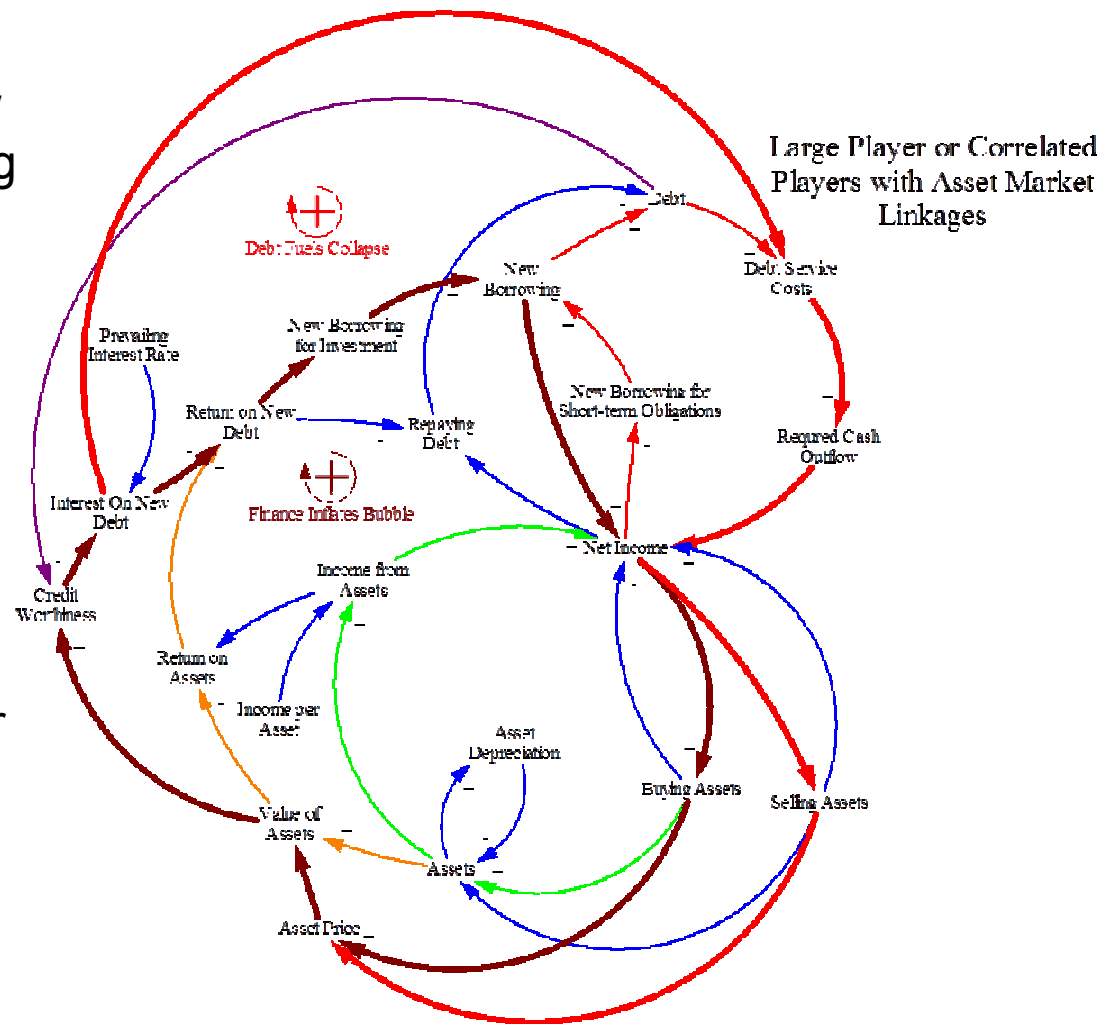 g
Large Player or Correlated
Players with Asset Market
Linkages
Debt
Debt Fuels Collapse
New
Borrowing
Debt Service
Costs
Prevailing
Interest Rate
New Borrowing
for Investment
New Borrowing for
Short-term Obligations
Return on New
Debt
Repaying
Debt
Required Cash
Outflow
Interest On New
Debt
Finance Inflates Bubble
Net Income
Income from
Assets
Credit
Worthiness
Return on
Assets
Income per
Asset
Asset
Depreciation
Buying Assets
Selling Assets
Value of
Assets
Assets
Asset Price